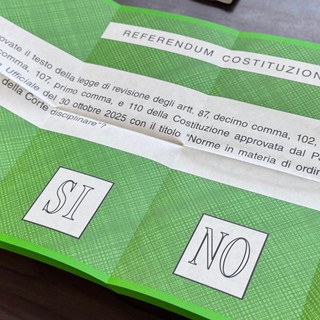 REFERENDUM COSTITUZION
ovate il testo della legge di revisione degli artt. 87, decimo comma, 102,
comma, 107, primo comma, e 110 della Costituzione approvata dal P
Ufficiale del 30 ottobre 2025 con il titolo "Norme in materia di ordin
della Corte disciplinare"?
SI
NO